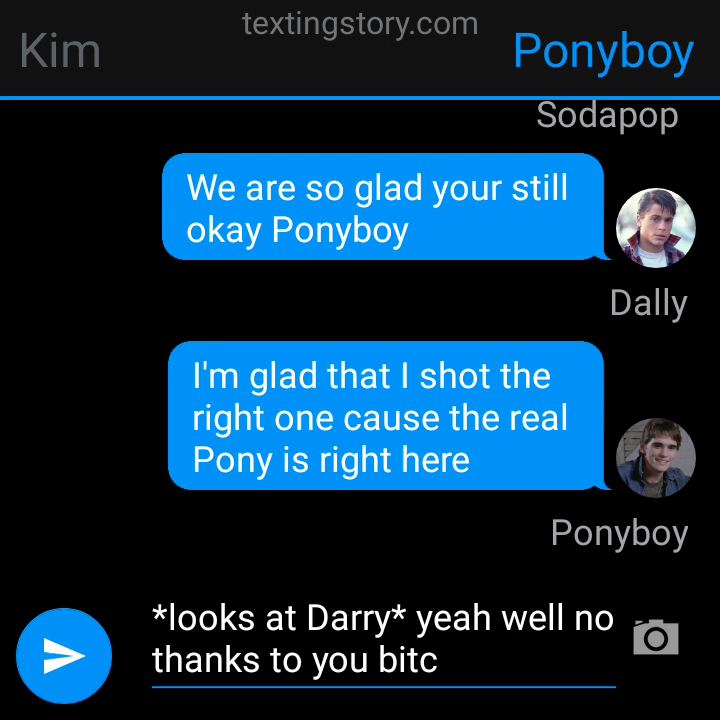 textingstory.com
Kim
Ponyboy
Sodapop
We are so glad your still
okay Ponyboy
Dally
I'm glad that I shot the
right one cause the real
Pony is right here
Ponyboy
*looks at Darry* yeah well no
thanks to you bitc